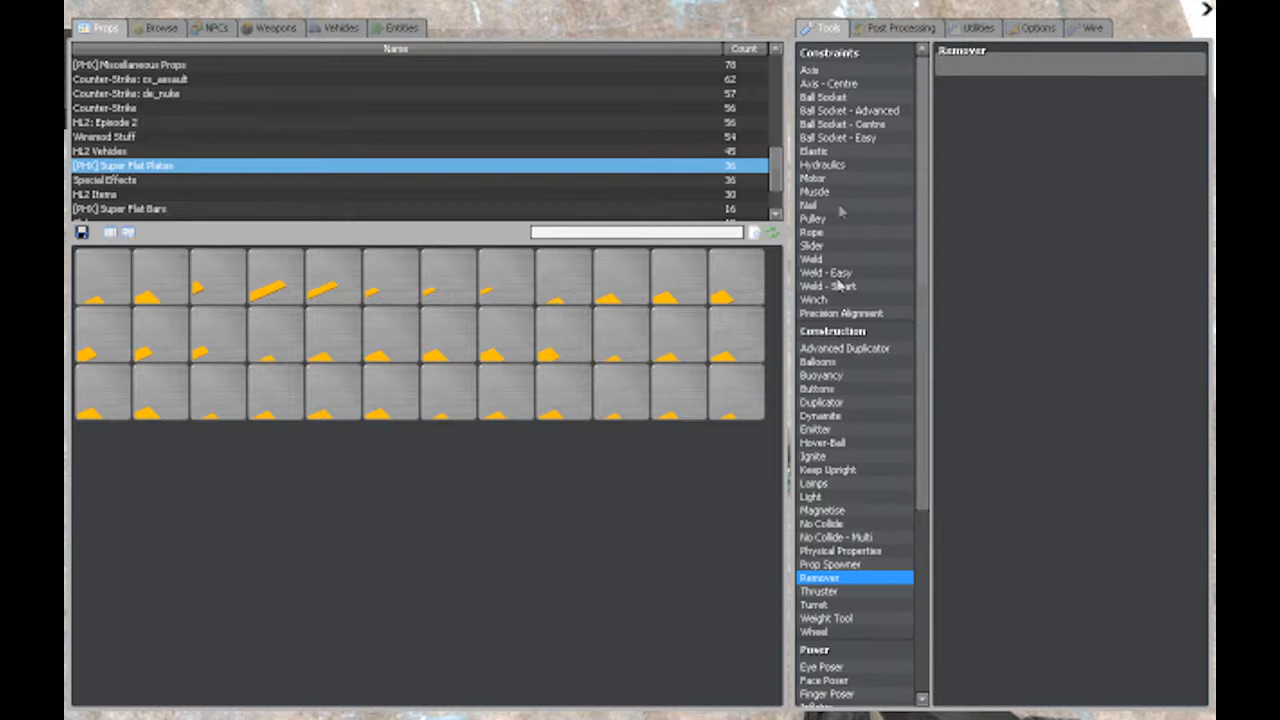 Props Browse NPCs Weapons Vehicles Entities
Name Count
[PHX] Miscellaneous Props 78
Counter-Strike: cs_assault 62
Counter-Strike: de_nuke 57
Counter-Strike 56
HL2: Episode 2 56
Wiremod Stuff 54
HL2 Vehicles 45
[PHX] Super Flat Plates 36
Special Effects 36
HL2 Items 30
[PHX] Super Flat Bars 16
Tools Post Processing Utilities Options Wire
Constraints
Axis
Axis - Centre
Ball Socket
Ball Socket - Advanced
Ball Socket - Centre
Ball Socket - Easy
Elastic
Hydraulics
Motor
Muscle
Nail
Pulley
Rope
Slider
Weld
Weld - Easy
Weld - Smart
Winch
Precision Alignment
Construction
Advanced Duplicator
Balloons
Buoyancy
Buttons
Duplicator
Dynamite
Emitter
Hover-Ball
Ignite
Keep Upright
Lamps
Light
Magnetise
No Collide
No Collide - Multi
Physical Properties
Prop Spawner
Remover
Thruster
Turret
Weight Tool
Wheel
Poser
Eye Poser
Face Poser
Finger Poser
Remover